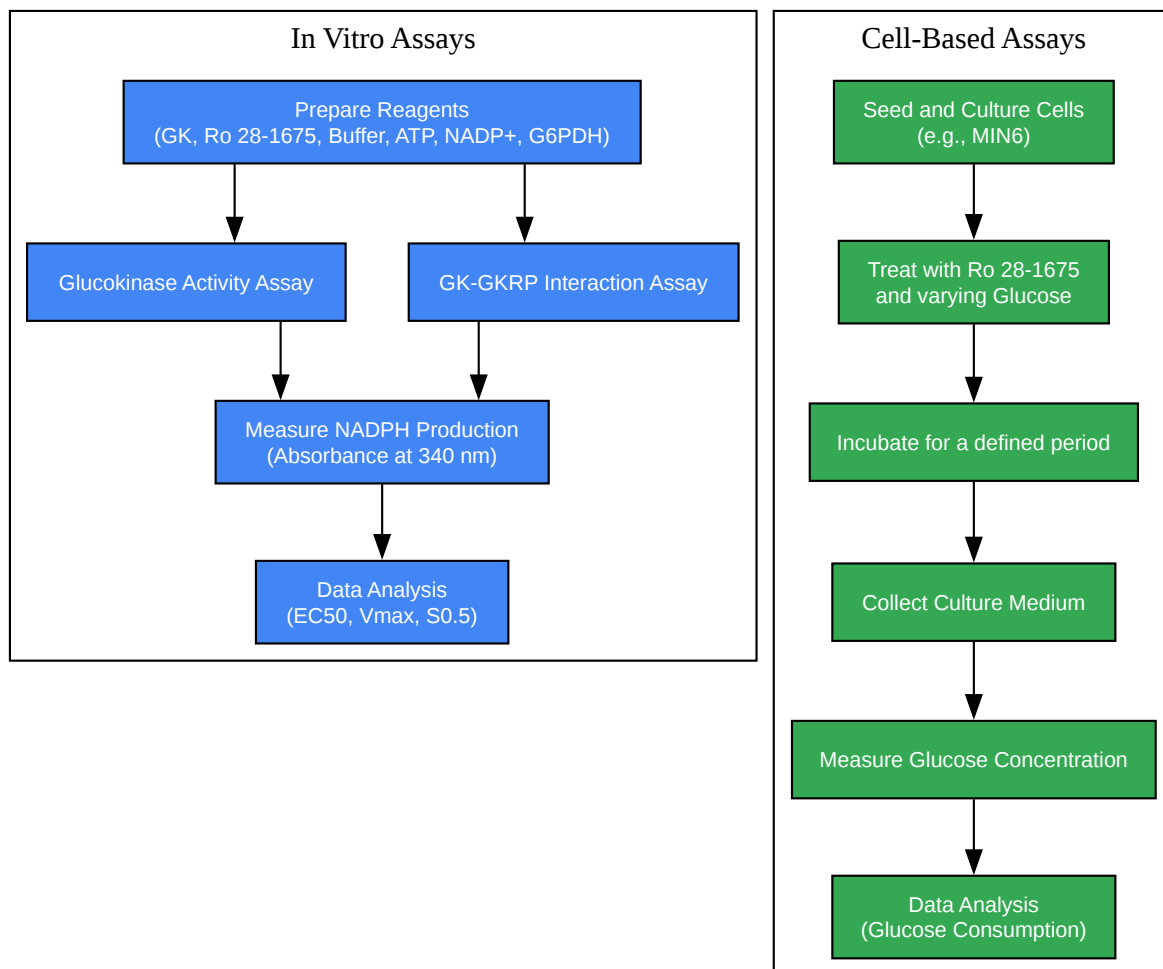 In Vitro Assays
Prepare Reagents
(GK, Ro 28-1675, Buffer, ATP, NADP+, G6PDH)
Glucokinase Activity Assay
GK-GKRP Interaction Assay
Measure NADPH Production
(Absorbance at 340 nm)
Data Analysis
(EC50, Vmax, S0.5)
Cell-Based Assays
Seed and Culture Cells
(e.g., MIN6)
Treat with Ro 28-1675
and varying Glucose
Incubate for a defined period
Collect Culture Medium
Measure Glucose Concentration
Data Analysis
(Glucose Consumption)